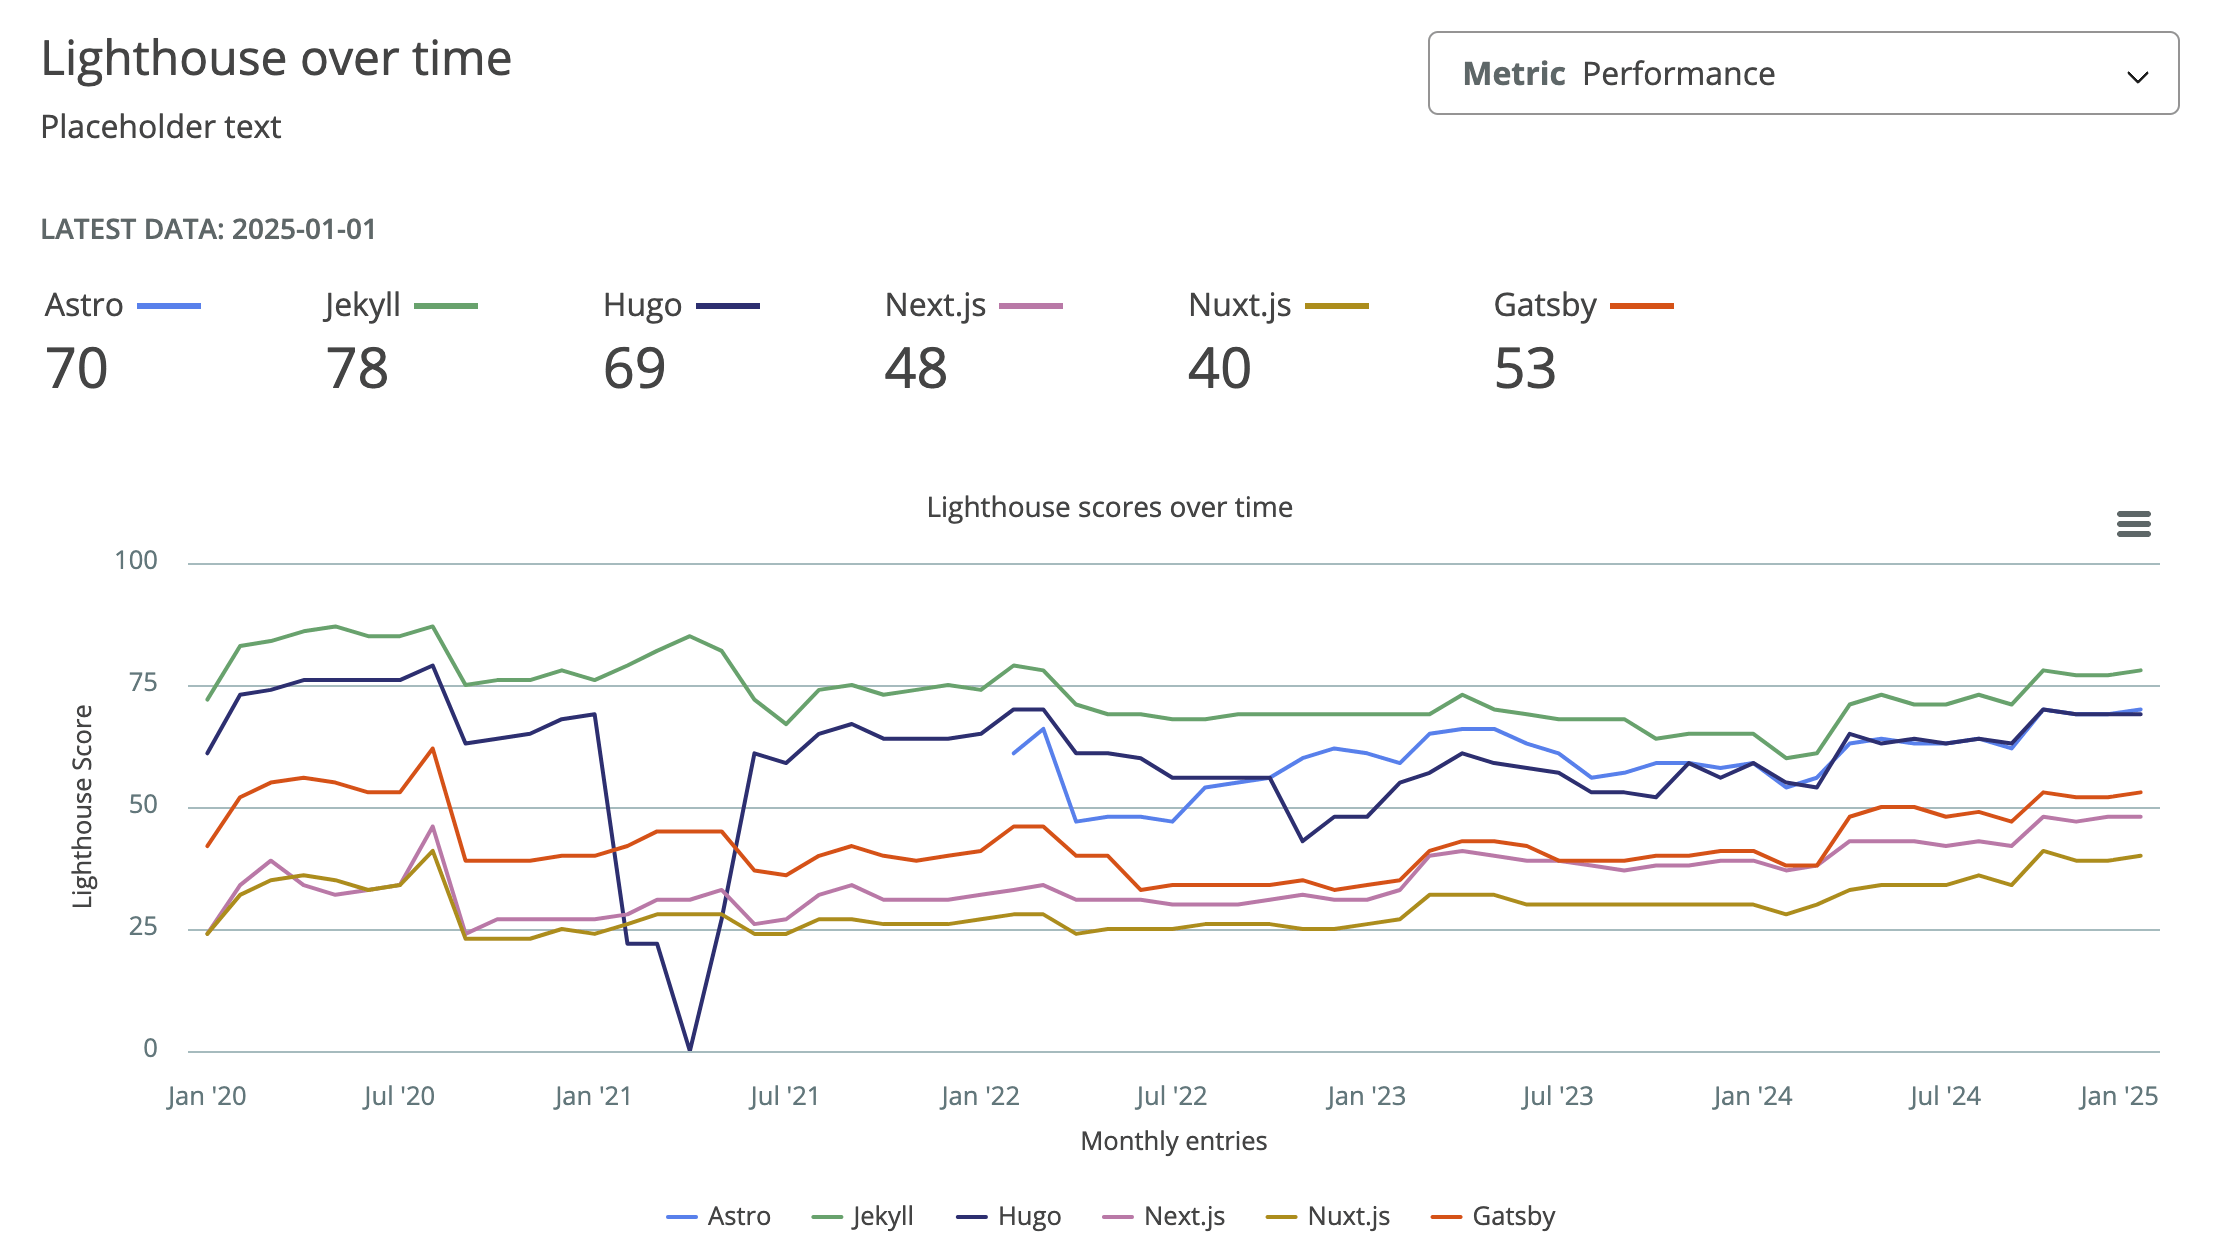 Lighthouse over time
Metric Performance
Placeholder text
LATEST DATA: 2025-01-01
Astro Jekyll Hugo Next.js Nuxt.js Gatsby
70 78 69 48 40 53
Lighthouse scores over time
100
75
50
25
0
Lighthouse Score
Jan '20 Jul '20 Jan '21 Jul '21 Jan '22 Jul '22 Jan '23 Jul '23 Jan '24 Jul '24 Jan '25
Monthly entries
Astro Jekyll Hugo Next.js Nuxt.js Gatsby